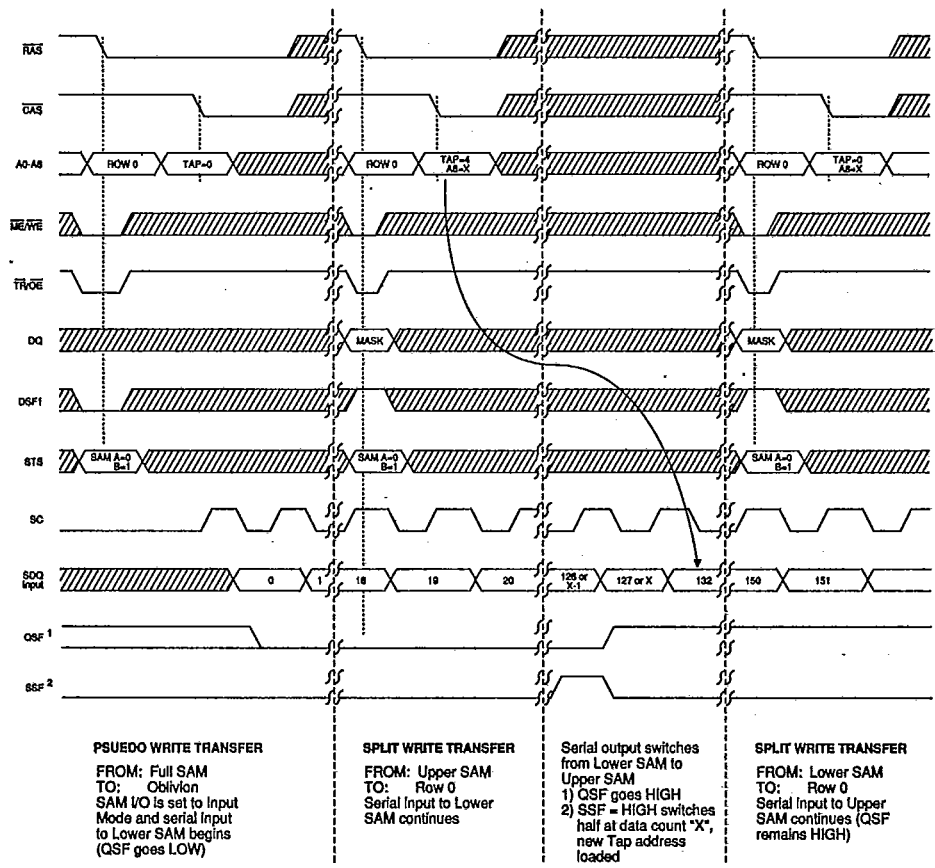 RAS
CAS
A0-A8 ROW 0 TAP=0 ROW 0 TAP=4 A8=X ROW 0 TAP=0 A8=X
ME/WE
TR/OE
DQ MASK MASK
DSF1
STS SAM A=0 B=1 SAM A=0 B=1 SAM A=0 B=1
SC
SDQ Input 0 1 18 19 20 126 or X-1 127 or X 132 150 151
QSF 1
SSF 2
PSUEDO WRITE TRANSFER
FROM: Full SAM
TO: Oblivion
SAM I/O is set to Input
Mode and serial Input
to Lower SAM begins
(QSF goes LOW)
SPLIT WRITE TRANSFER
FROM: Upper SAM
TO: Row 0
Serial Input to Lower
SAM continues
Serial output switches
from Lower SAM to
Upper SAM
1) QSF goes HIGH
2) SSF = HIGH switches
half at data count "X",
new Tap address
loaded
SPLIT WRITE TRANSFER
FROM: Lower SAM
TO: Row 0
Serial Input to Upper
SAM continues (QSF
remains HIGH)